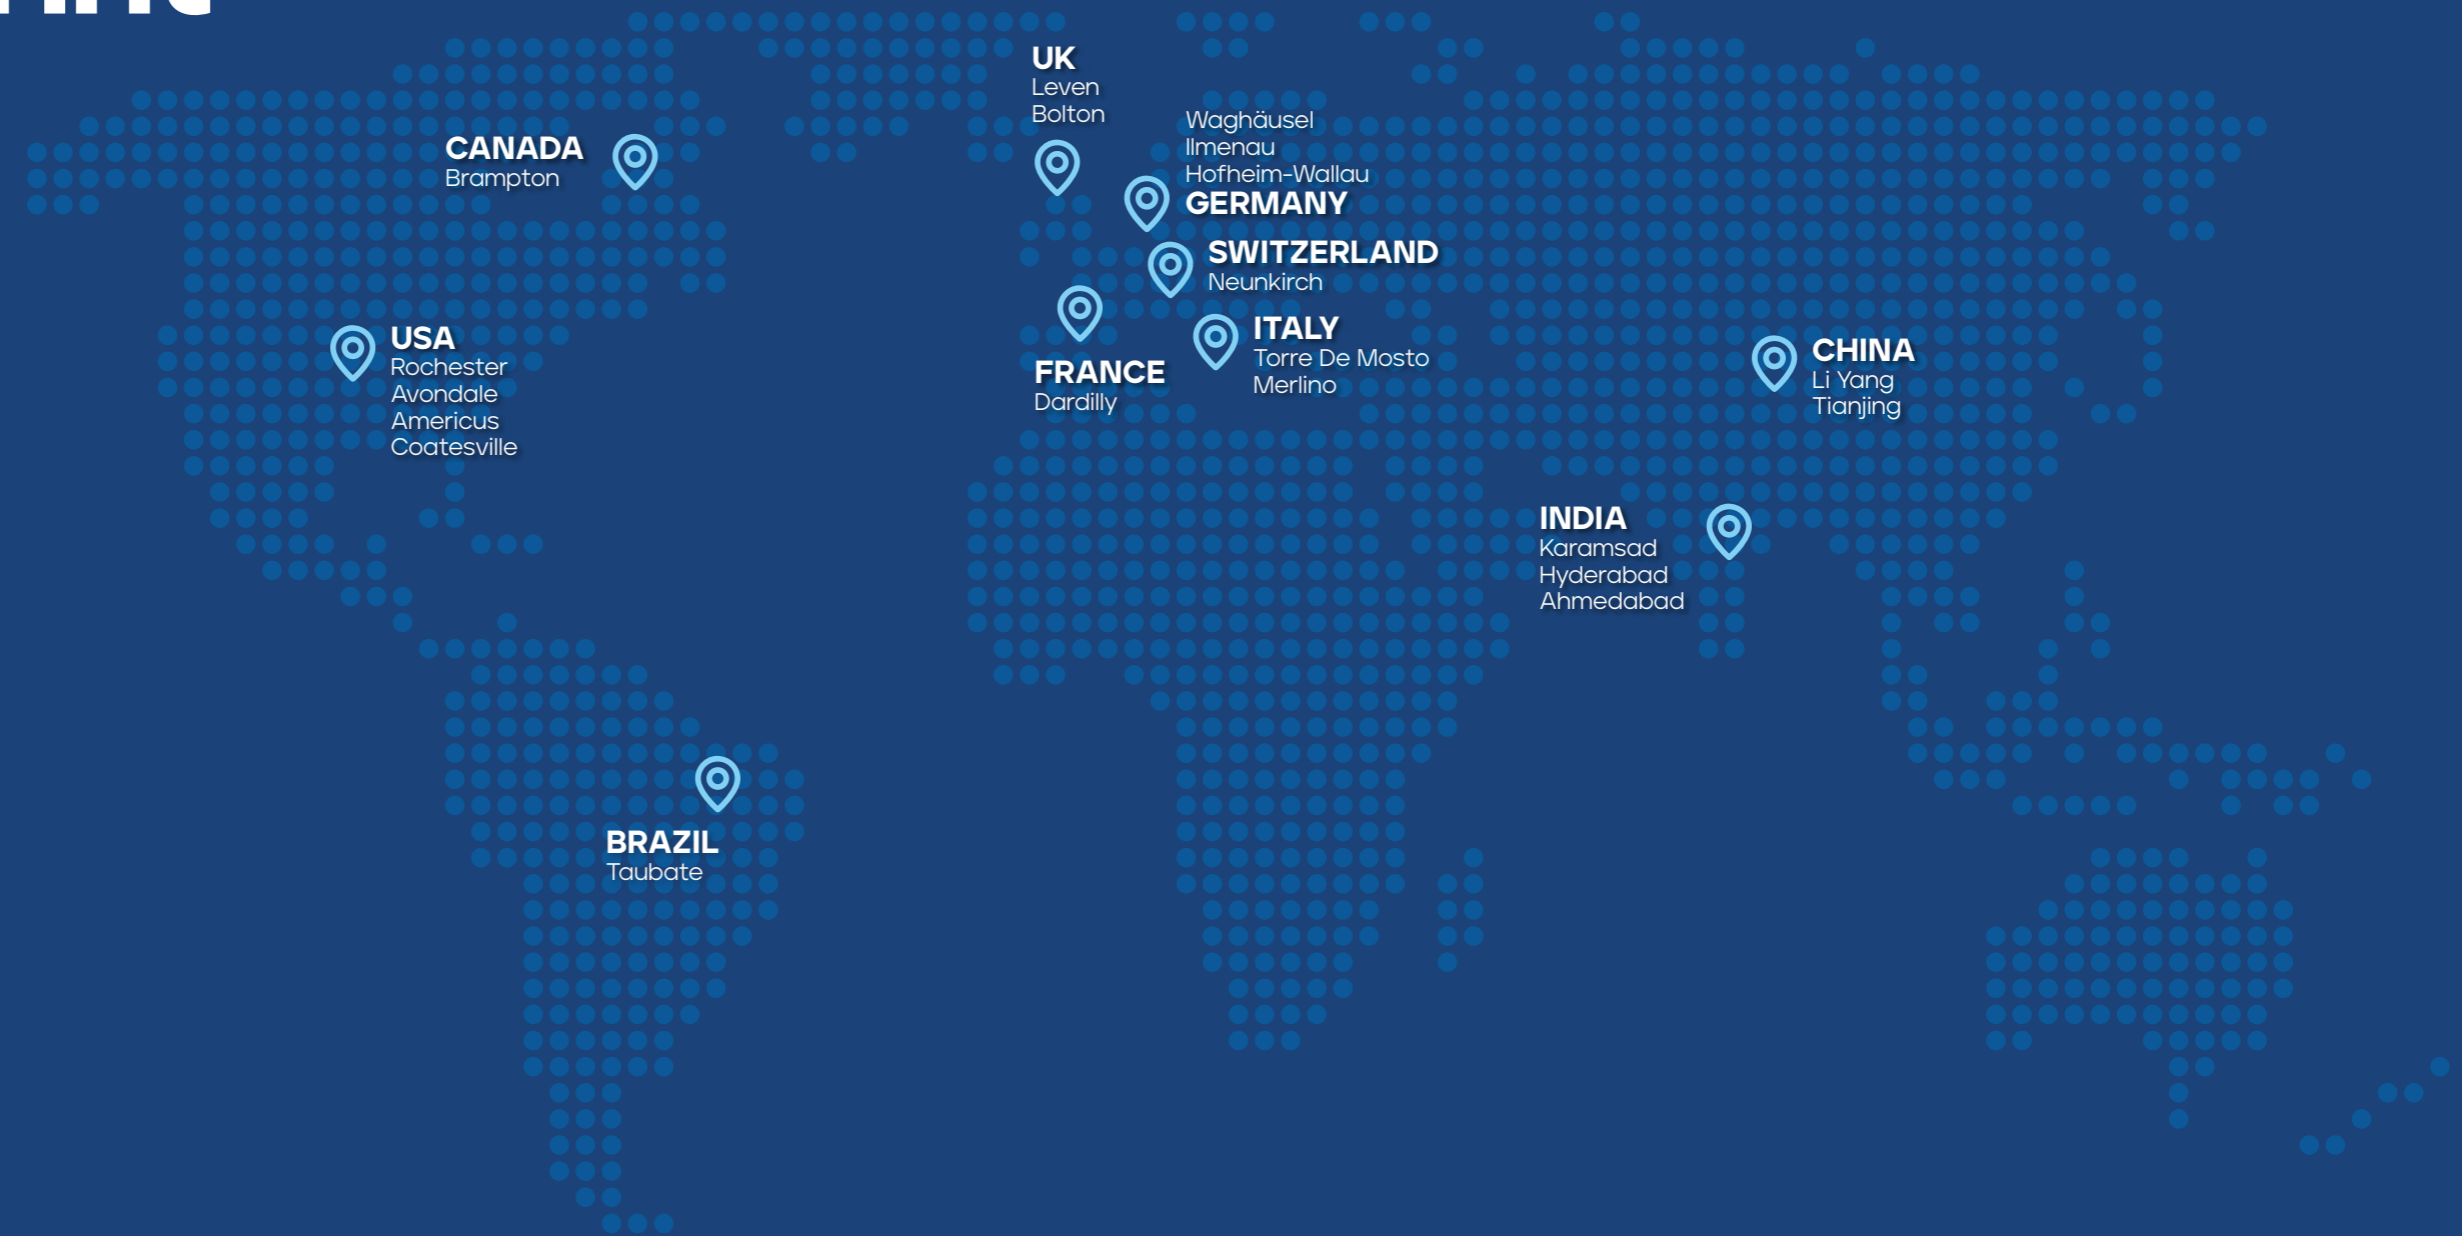 UK
Leven
Bolton
CANADA
Brampton
Waghäusel
Ilmenau
Hofheim-Wallau
GERMANY
SWITZERLAND
Neunkirch
USA
Rochester
Avondale
Americus
Coatesville
FRANCE
Dardilly
ITALY
Torre De Mosto
Merlino
CHINA
Li Yang
Tianjing
INDIA
Karamsad
Hyderabad
Ahmedabad
BRAZIL
Taubate